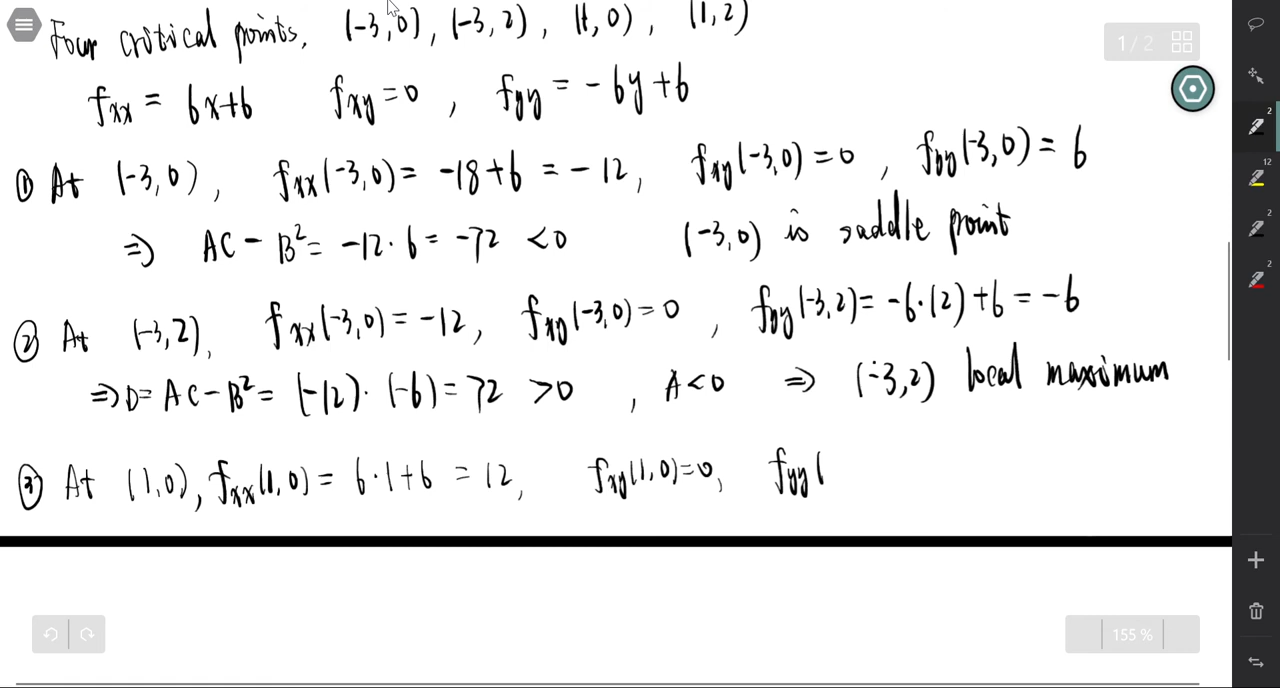 Four critical points, (-3,0), (-3,2), (1,0), (1,2)
1/2
fxx = 6x+6 fxy = 0, fyy = -6y+6
① At (-3,0), fxx(-3,0) = -18+6 = -12, fxy(-3,0) = 0, fyy(-3,0) = 6
⇒ AC - B² = -12·6 = -72 < 0 (-3,0) is saddle point
② At (-3,2), fxx(-3,0) = -12, fxy(-3,0) = 0, fyy(-3,2) = -6·(2)+6 = -6
⇒ D = AC - B² = (-12)·(-6) = 72 > 0, A<0 ⇒ (-3,2) local maximum
③ At (1,0), fxx(1,0) = 6·1+6 = 12, fxy(1,0)=0, fyy(
155 %
2
12
2
2